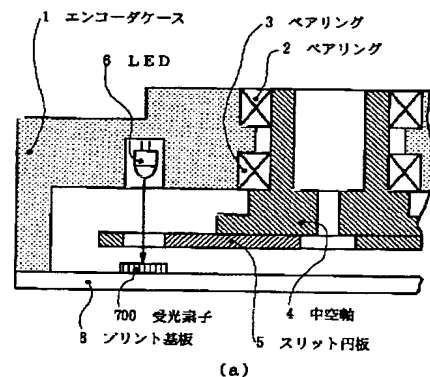 1 エンコーダケース
3 ベアリング
2 ベアリング
6 LED
700 受光素子
4 中空軸
8 プリント基板
5 スリット円板
(a)